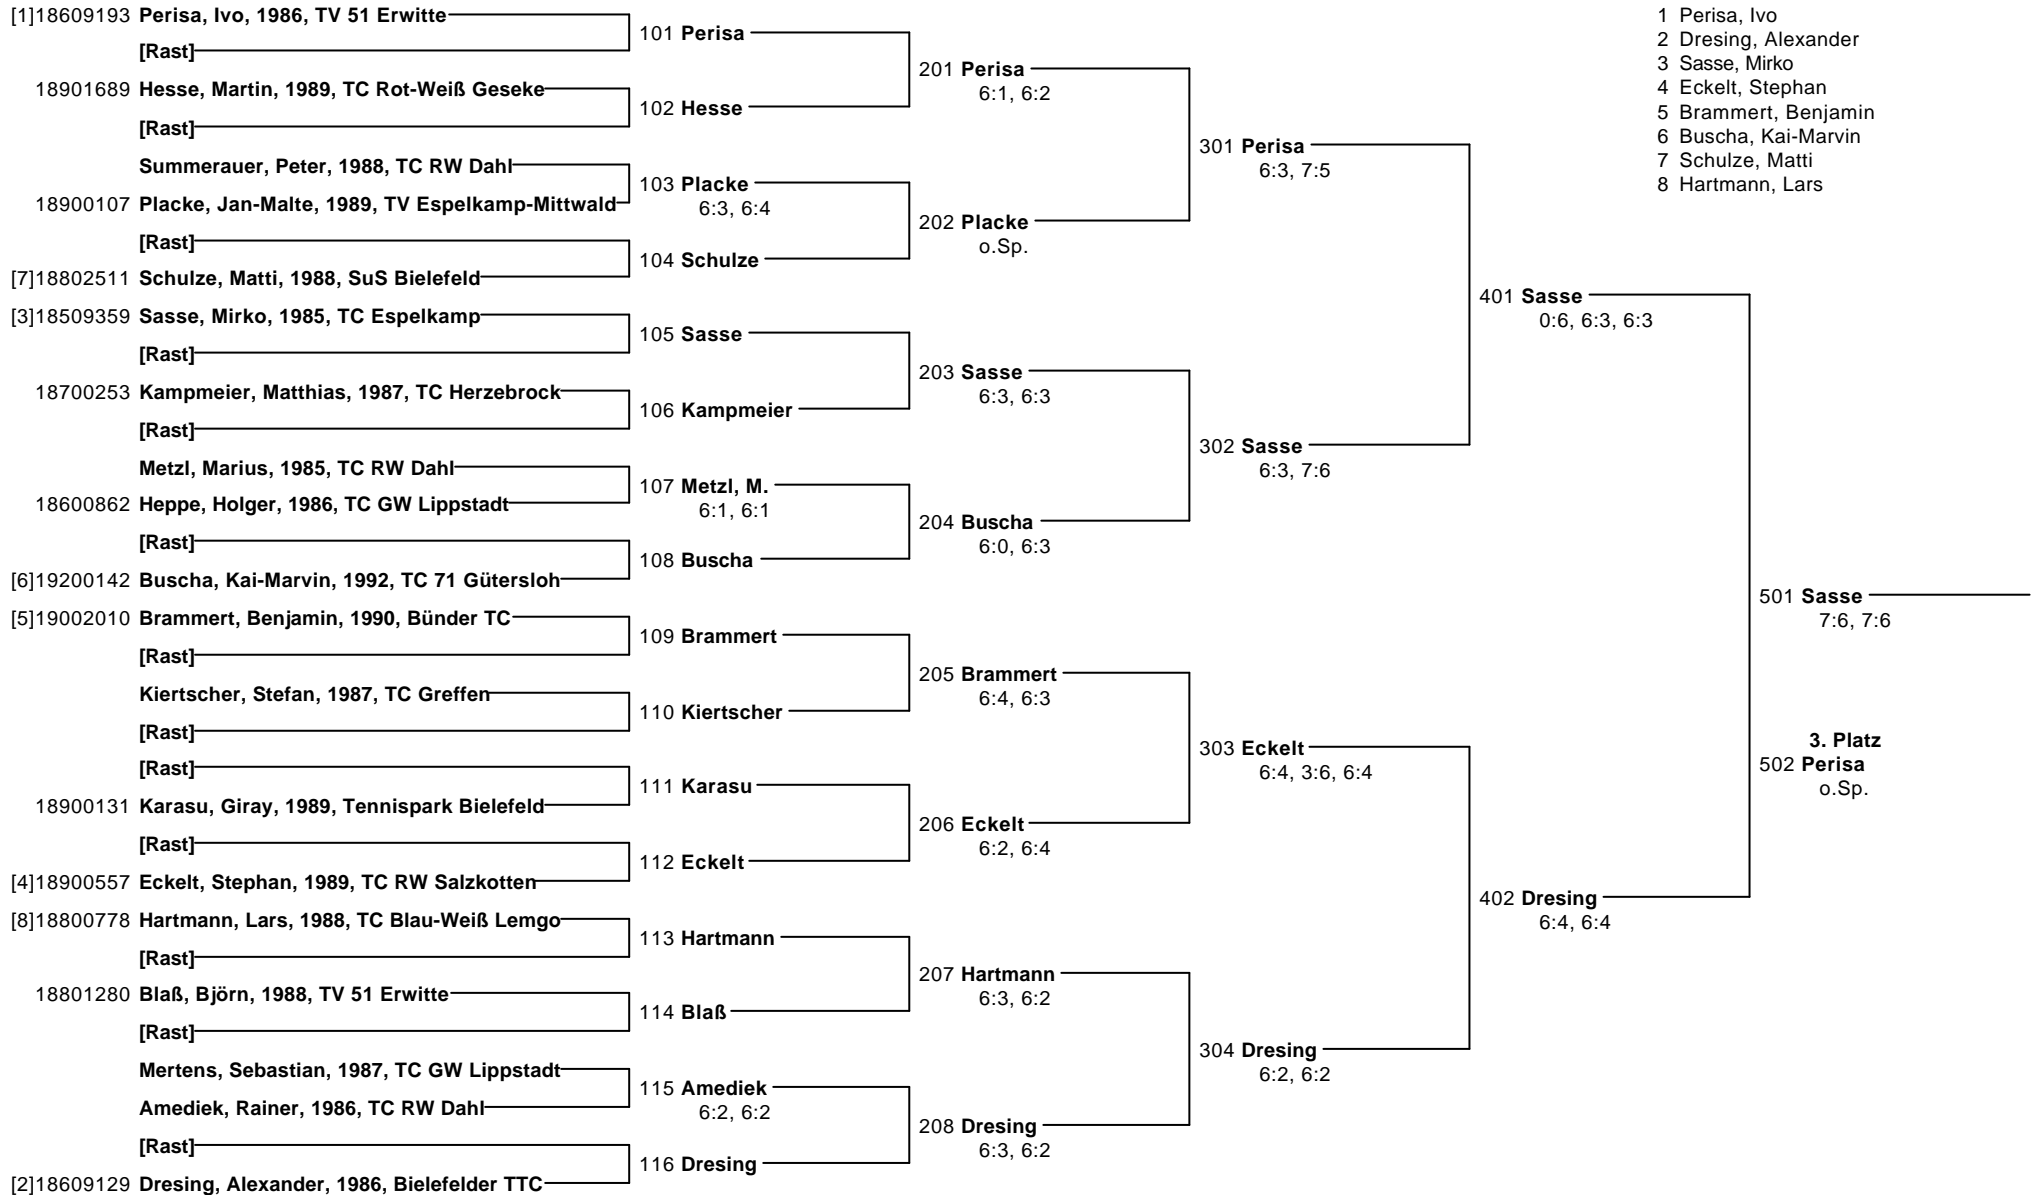 [1]18609193 Perisa, Ivo, 1986, TV 51 Erwitte
[Rast]
18901689 Hesse, Martin, 1989, TC Rot-Weiß Geseke
[Rast]
Summerauer, Peter, 1988, TC RW Dahl
18900107 Placke, Jan-Malte, 1989, TV Espelkamp-Mittwald
[Rast]
[7]18802511 Schulze, Matti, 1988, SuS Bielefeld
[3]18509359 Sasse, Mirko, 1985, TC Espelkamp
[Rast]
18700253 Kampmeier, Matthias, 1987, TC Herzebrock
[Rast]
Metzl, Marius, 1985, TC RW Dahl
18600862 Heppe, Holger, 1986, TC GW Lippstadt
[Rast]
[6]19200142 Buscha, Kai-Marvin, 1992, TC 71 Gütersloh
[5]19002010 Brammert, Benjamin, 1990, Bünder TC
[Rast]
Kiertscher, Stefan, 1987, TC Greffen
[Rast]
[Rast]
18900131 Karasu, Giray, 1989, Tennispark Bielefeld
[Rast]
[4]18900557 Eckelt, Stephan, 1989, TC RW Salzkotten
[8]18800778 Hartmann, Lars, 1988, TC Blau-Weiß Lemgo
[Rast]
18801280 Blaß, Björn, 1988, TV 51 Erwitte
[Rast]
Mertens, Sebastian, 1987, TC GW Lippstadt
Amediek, Rainer, 1986, TC RW Dahl
[Rast]
[2]18609129 Dresing, Alexander, 1986, Bielefelder TTC
101 Perisa
102 Hesse
103 Placke
6:3, 6:4
104 Schulze
105 Sasse
106 Kampmeier
107 Metzl, M.
6:1, 6:1
108 Buscha
109 Brammert
110 Kiertscher
111 Karasu
112 Eckelt
113 Hartmann
114 Blaß
115 Amediek
6:2, 6:2
116 Dresing
201 Perisa
6:1, 6:2
202 Placke
o.Sp.
203 Sasse
6:3, 6:3
204 Buscha
6:0, 6:3
205 Brammert
6:4, 6:3
206 Eckelt
6:2, 6:4
207 Hartmann
6:3, 6:2
208 Dresing
6:3, 6:2
301 Perisa
6:3, 7:5
302 Sasse
6:3, 7:6
303 Eckelt
6:4, 3:6, 6:4
304 Dresing
6:2, 6:2
401 Sasse
0:6, 6:3, 6:3
402 Dresing
6:4, 6:4
501 Sasse
7:6, 7:6
3. Platz
502 Perisa
o.Sp.
1 Perisa, Ivo
2 Dresing, Alexander
3 Sasse, Mirko
4 Eckelt, Stephan
5 Brammert, Benjamin
6 Buscha, Kai-Marvin
7 Schulze, Matti
8 Hartmann, Lars